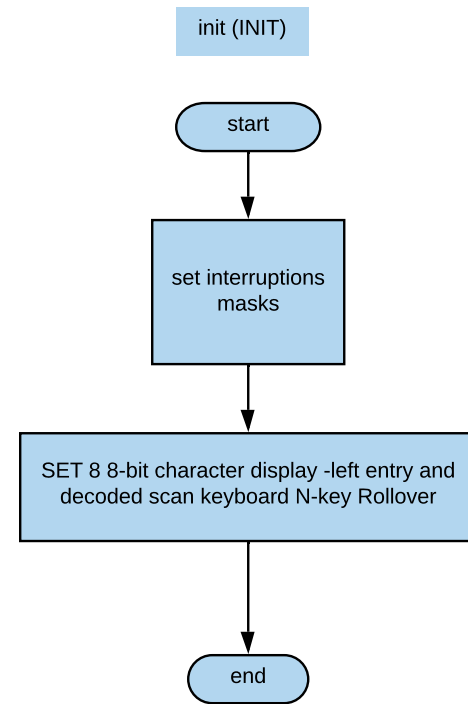 init (INIT)
start
set interruptions
masks
SET 8 8-bit character display -left entry and
decoded scan keyboard N-key Rollover
end